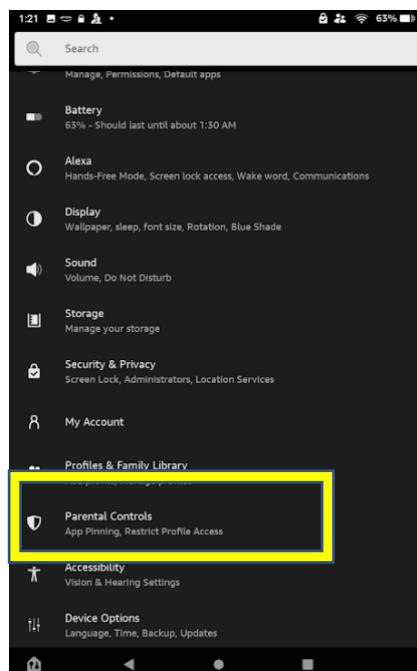 1:21
63%
Search
Manage, Permissions, Default apps
Battery
63% - Should last until about 1:30 AM
Alexa
Hands-Free Mode, Screen lock access, Wake word, Communications
Display
Wallpaper, sleep, font size, Rotation, Blue Shade
Sound
Volume, Do Not Disturb
Storage
Manage your storage
Security & Privacy
Screen Lock, Administrators, Location Services
My Account
Profiles & Family Library
Parental Controls
App Pinning, Restrict Profile Access
Accessibility
Vision & Hearing Settings
Device Options
Language, Time, Backup, Updates